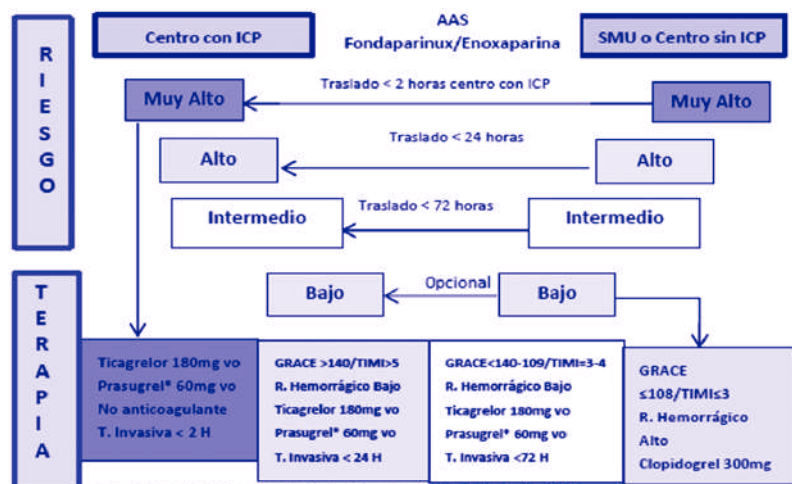 Centro con ICP
AAS
Fondaparinux/Enoxaparina
SMU o Centro sin ICP
RIESGO
Traslado < 2 horas centro con ICP
Muy Alto
Muy Alto
Traslado < 24 horas
Alto
Alto
Traslado < 72 horas
Intermedio
Intermedio
Bajo
Opcional
Bajo
TERAPIA
Ticagrelor 180mg vo
Prasugrel* 60mg vo
No anticoagulante
T. Invasiva < 2 H
GRACE >140/TIMI>5
R. Hemorrágico Bajo
Ticagrelor 180mg vo
Prasugrel* 60mg vo
T. Invasiva < 24 H
GRACE<140-109/TIMI=3-4
R. Hemorrágico Bajo
Ticagrelor 180mg vo
Prasugrel* 60mg vo
T. Invasiva <72 H
GRACE
≤108/TIMI≤3
R. Hemorrágico
Alto
Clopidogrel 300mg